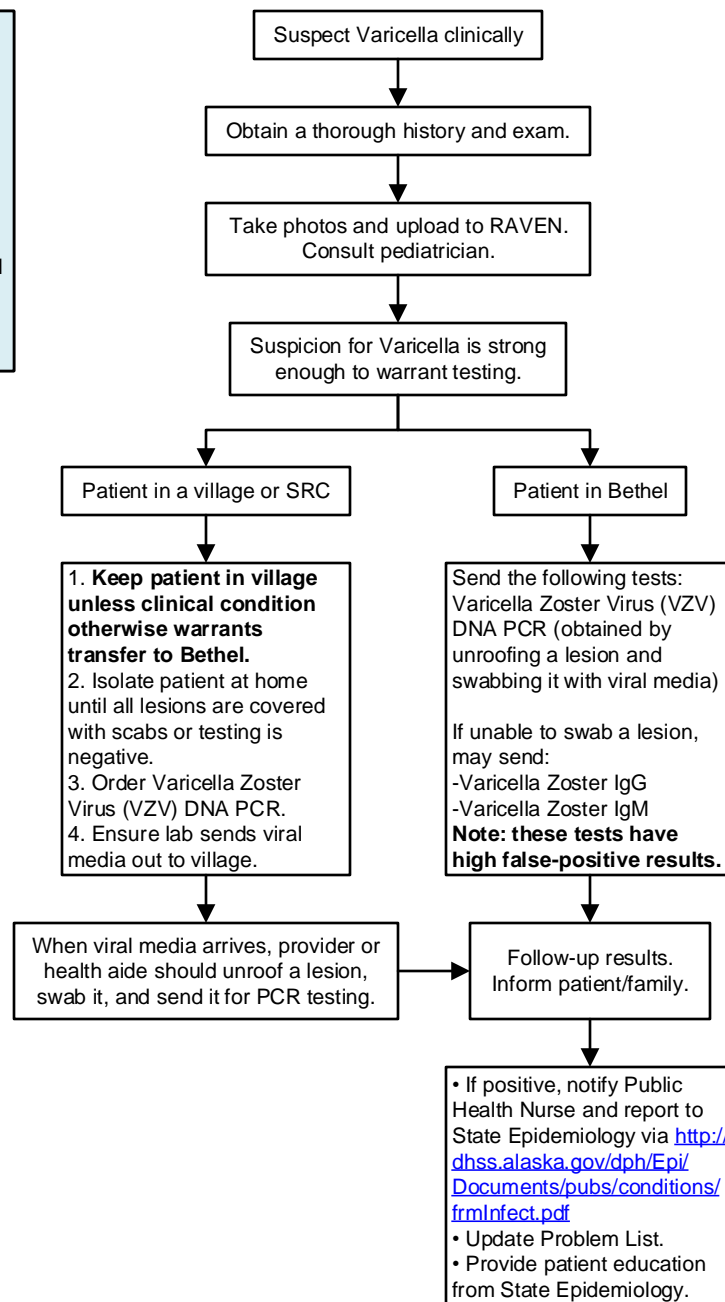 Suspect Varicella clinically
Obtain a thorough history and exam.
Take photos and upload to RAVEN.
Consult pediatrician.
Suspicion for Varicella is strong
enough to warrant testing.
Patient in a village or SRC
Patient in Bethel
1. Keep patient in village
unless clinical condition
otherwise warrants
transfer to Bethel.
2. Isolate patient at home
until all lesions are covered
with scabs or testing is
negative.
3. Order Varicella Zoster
Virus (VZV) DNA PCR.
4. Ensure lab sends viral
media out to village.
Send the following tests:
Varicella Zoster Virus (VZV)
DNA PCR (obtained by
unroofing a lesion and
swabbing it with viral media)
If unable to swab a lesion,
may send:
-Varicella Zoster IgG
-Varicella Zoster IgM
Note: these tests have
high false-positive results.
When viral media arrives, provider or
health aide should unroof a lesion,
swab it, and send it for PCR testing.
Follow-up results.
Inform patient/family.
• If positive, notify Public
Health Nurse and report to
State Epidemiology via http:/
dhss.alaska.gov/dph/Epi/
Documents/pubs/conditions/
frmInfect.pdf
• Update Problem List.
• Provide patient education
from State Epidemiology.